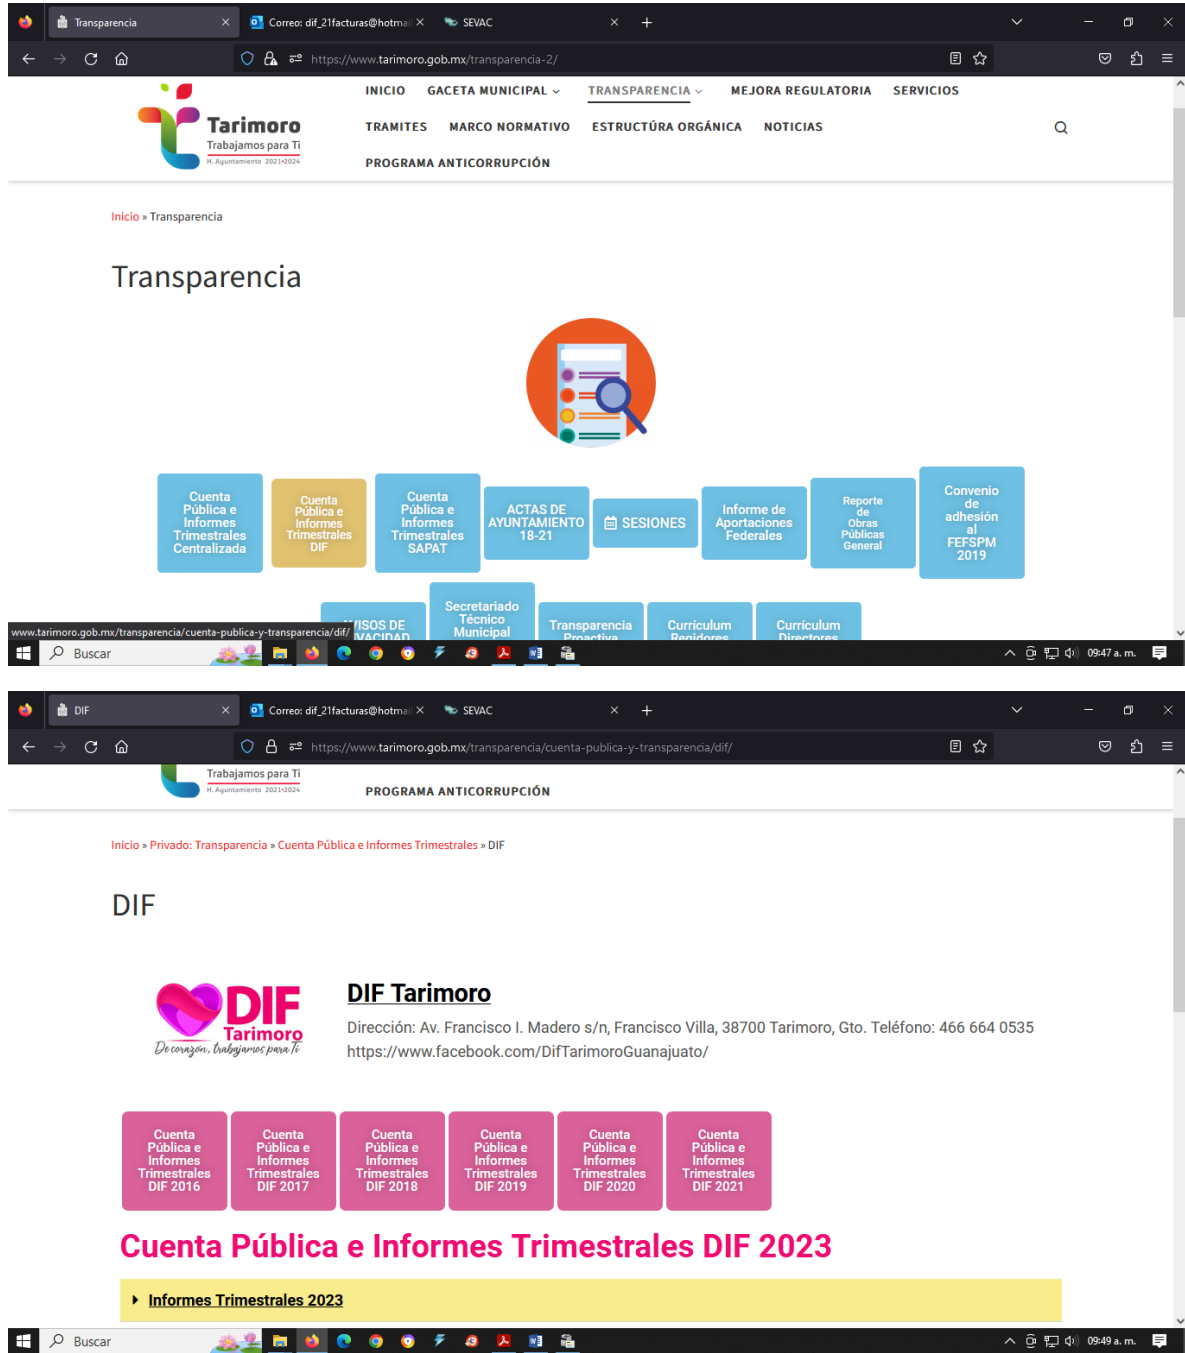 Transparencia
Correo: dif_21facturas@hotmail
SEVAC
https://www.tarimoro.gob.mx/transparencia-2/
INICIO GACETA MUNICIPAL TRANSPARENCIA MEJORA REGULATORIA SERVICIOS
Tarimoro
Trabajamos para Ti
H. Ayuntamiento 2021•2024
TRAMITES MARCO NORMATIVO ESTRUCTÚRA ORGÁNICA NOTICIAS
PROGRAMA ANTICORRUPCIÓN
Inicio » Transparencia
Transparencia
Cuenta
Pública e
Informes
Trimestrales
Centralizada
Cuenta
Pública e
Informes
Trimestrales
DIF
Cuenta
Pública e
Informes
Trimestrales
SAPAT
ACTAS DE
AYUNTAMIENTO
18-21
SESIONES
Informe de
Aportaciones
Federales
Reporte
de
Obras
Públicas
General
Convenio
de
adhesión
al
FEFSPM
2019
AVISOS DE
PRIVACIDAD
Secretariado
Técnico
Municipal
Transparencia
Proactiva
Currículum
Regidores
Currículum
Directores
www.tarimoro.gob.mx/transparencia/cuenta-publica-y-transparencia/dif/
Buscar
09:47 a. m.
DIF
Correo: dif_21facturas@hotmail
SEVAC
https://www.tarimoro.gob.mx/transparencia/cuenta-publica-y-transparencia/dif/
Trabajamos para Ti
H. Ayuntamiento 2021•2024
PROGRAMA ANTICORRUPCIÓN
Inicio » Privado: Transparencia » Cuenta Pública e Informes Trimestrales » DIF
DIF
DIF
Tarimoro
De corazón, trabajamos para Ti
DIF Tarimoro
Dirección: Av. Francisco I. Madero s/n, Francisco Villa, 38700 Tarimoro, Gto. Teléfono: 466 664 0535
https://www.facebook.com/DifTarimoroGuanajuato/
Cuenta
Pública e
Informes
Trimestrales
DIF 2016
Cuenta
Pública e
Informes
Trimestrales
DIF 2017
Cuenta
Pública e
Informes
Trimestrales
DIF 2018
Cuenta
Pública e
Informes
Trimestrales
DIF 2019
Cuenta
Pública e
Informes
Trimestrales
DIF 2020
Cuenta
Pública e
Informes
Trimestrales
DIF 2021
Cuenta Pública e Informes Trimestrales DIF 2023
Informes Trimestrales 2023
Buscar
09:49 a. m.